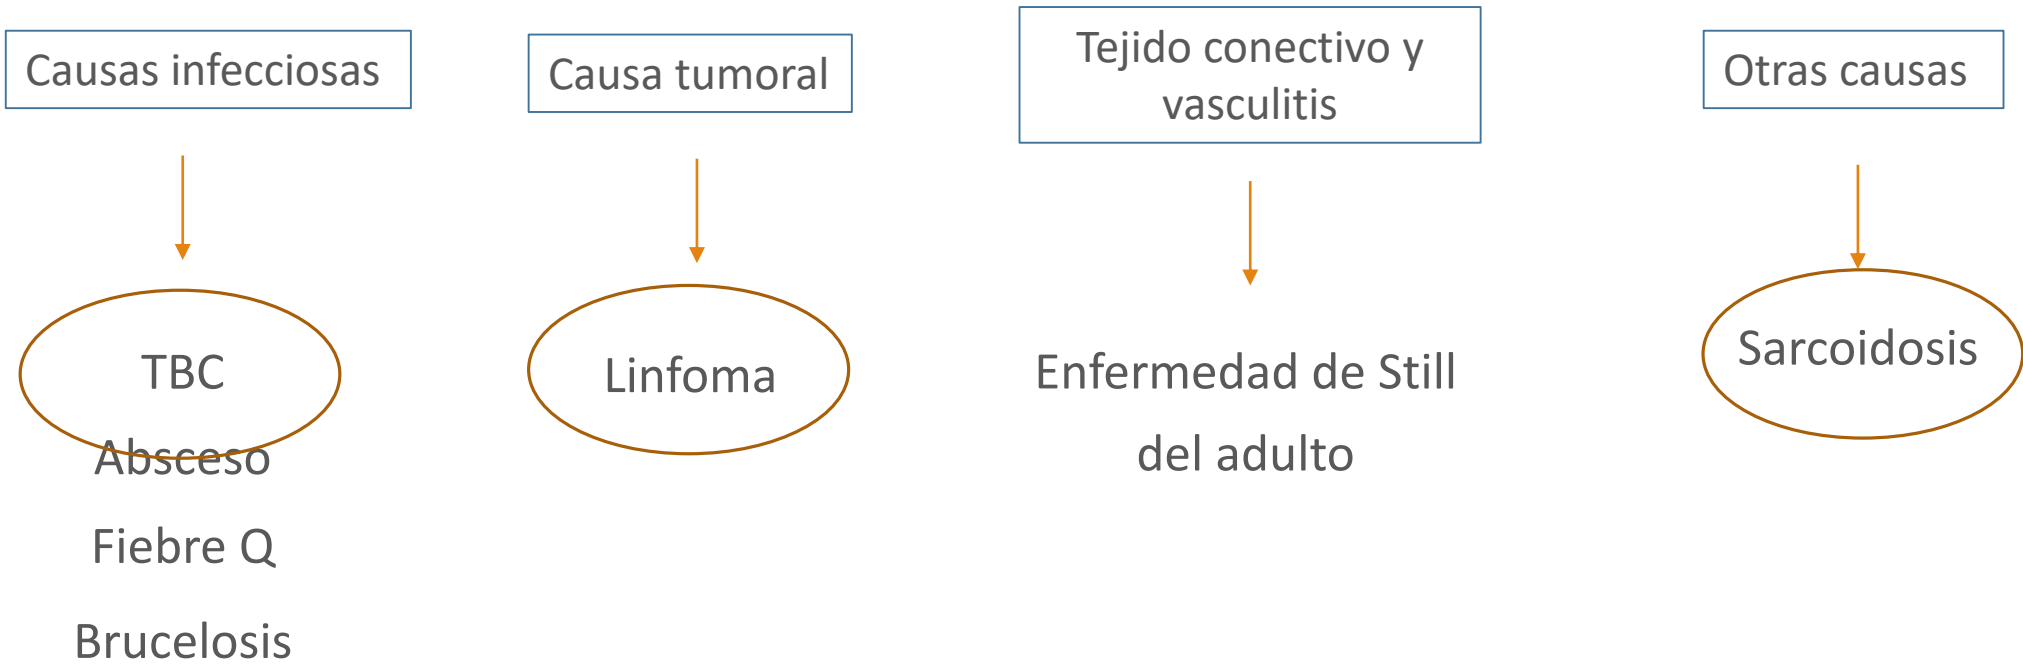 Causas infecciosas
Causa tumoral
Tejido conectivo y
vasculitis
Otras causas
TBC
Absceso
Fiebre Q
Brucelosis
Linfoma
Enfermedad de Still
del adulto
Sarcoidosis